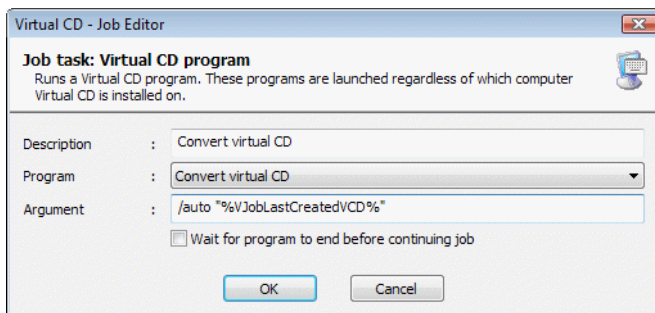 Virtual CD - Job Editor
Job task: Virtual CD program
Runs a Virtual CD program. These programs are launched regardless of which computer
Virtual CD is installed on.
Description : Convert virtual CD
Program : Convert virtual CD
Argument : /auto "%VJobLastCreatedVCD%"
Wait for program to end before continuing job
OK Cancel